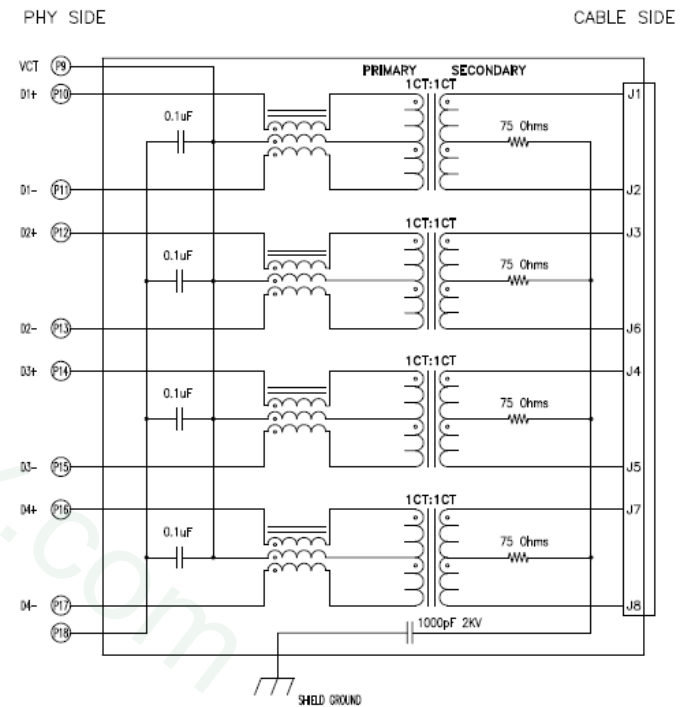 PHY SIDE
CABLE SIDE
VCT P9
PRIMARY SECONDARY
D1+ P10
1CT:1CT
J1
0.1uF
75 Ohms
D1- P11
J2
D2+ P12
1CT:1CT
J3
0.1uF
75 Ohms
D2- P13
J6
D3+ P14
1CT:1CT
J4
0.1uF
75 Ohms
D3- P15
J5
D4+ P16
1CT:1CT
J7
0.1uF
75 Ohms
D4- P17
J8
P18
1000pF 2KV
SHIELD GROUND